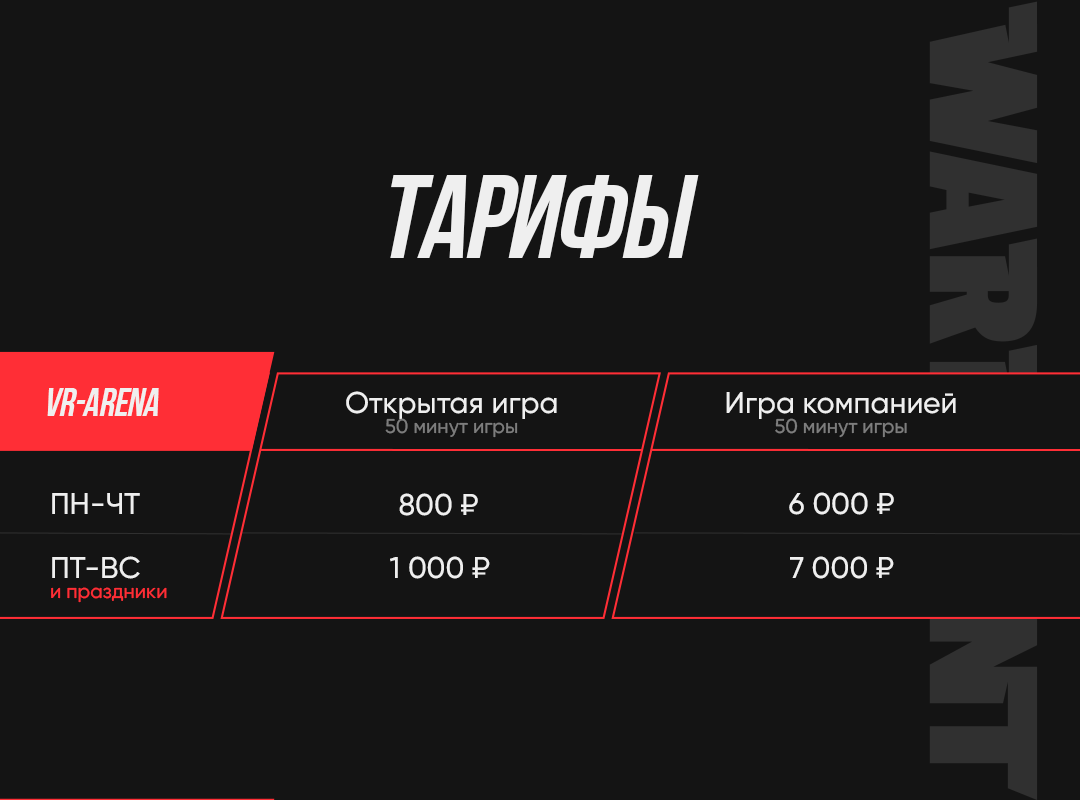 ТАРИФЫ
VR-ARENA
Открытая игра
50 минут игры
Игра компанией
50 минут игры
ПН-ЧТ
800 ₽
6 000 ₽
ПТ-ВС
и праздники
1 000 ₽
7 000 ₽